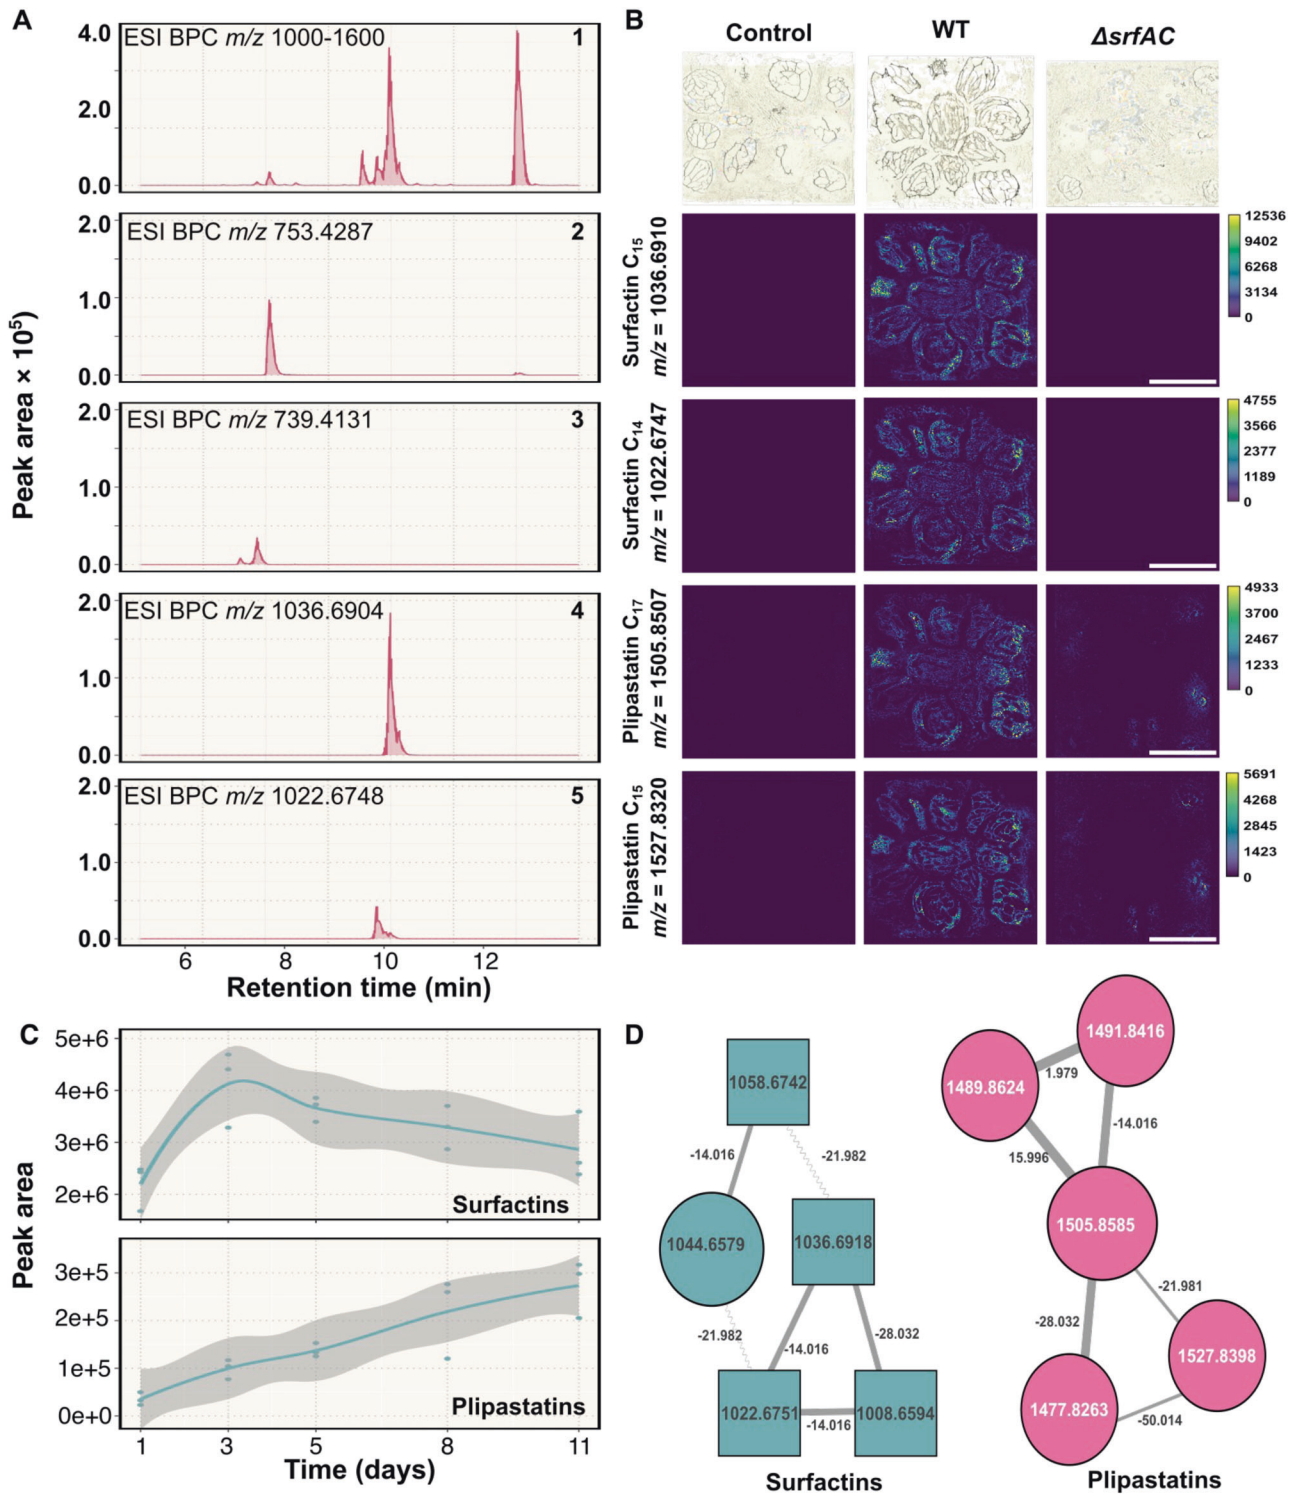 A
ESI BPC m/z 1000-1600 1
4.0
2.0
0.0
ESI BPC m/z 753.4287 2
2.0
1.0
0.0
ESI BPC m/z 739.4131 3
2.0
1.0
0.0
ESI BPC m/z 1036.6904 4
2.0
1.0
0.0
ESI BPC m/z 1022.6748 5
2.0
1.0
0.0
Peak area × 10⁵
6 8 10 12
Retention time (min)
B
Control WT ΔsrfAC
Surfactin C₁₅
m/z = 1036.6910
12536
9402
6268
3134
0
Surfactin C₁₄
m/z = 1022.6747
4755
3566
2377
1189
0
Plipastatin C₁₇
m/z = 1505.8507
4933
3700
2467
1233
0
Plipastatin C₁₅
m/z = 1527.8320
5691
4268
2845
1423
0
C
5e+6
4e+6
3e+6
2e+6
Surfactins
3e+5
2e+5
1e+5
0e+0
Plipastatins
Peak area
1 3 5 8 11
Time (days)
D
1058.6742
-14.016
-21.982
1044.6579
1036.6918
-21.982
-14.016
-28.032
1022.6751
-14.016
1008.6594
Surfactins
1491.8416
1489.8624
1.979
-14.016
15.996
1505.8585
-21.981
-28.032
1527.8398
1477.8263
-50.014
Plipastatins